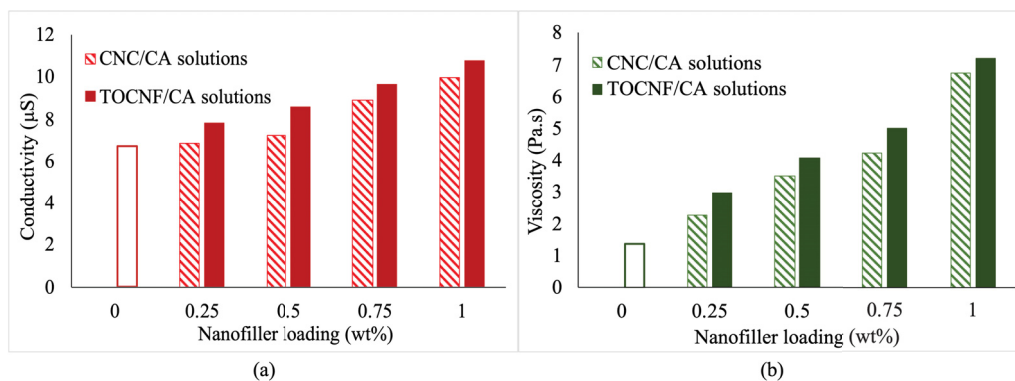 12
10
8
6
4
2
0
Conductivity (µS)
CNC/CA solutions
TOCNF/CA solutions
0 0.25 0.5 0.75 1
Nanofiller loading (wt%)
(a)
8
7
6
5
4
3
2
1
0
Viscosity (Pa.s)
CNC/CA solutions
TOCNF/CA solutions
0 0.25 0.5 0.75 1
Nanofiller loading (wt%)
(b)